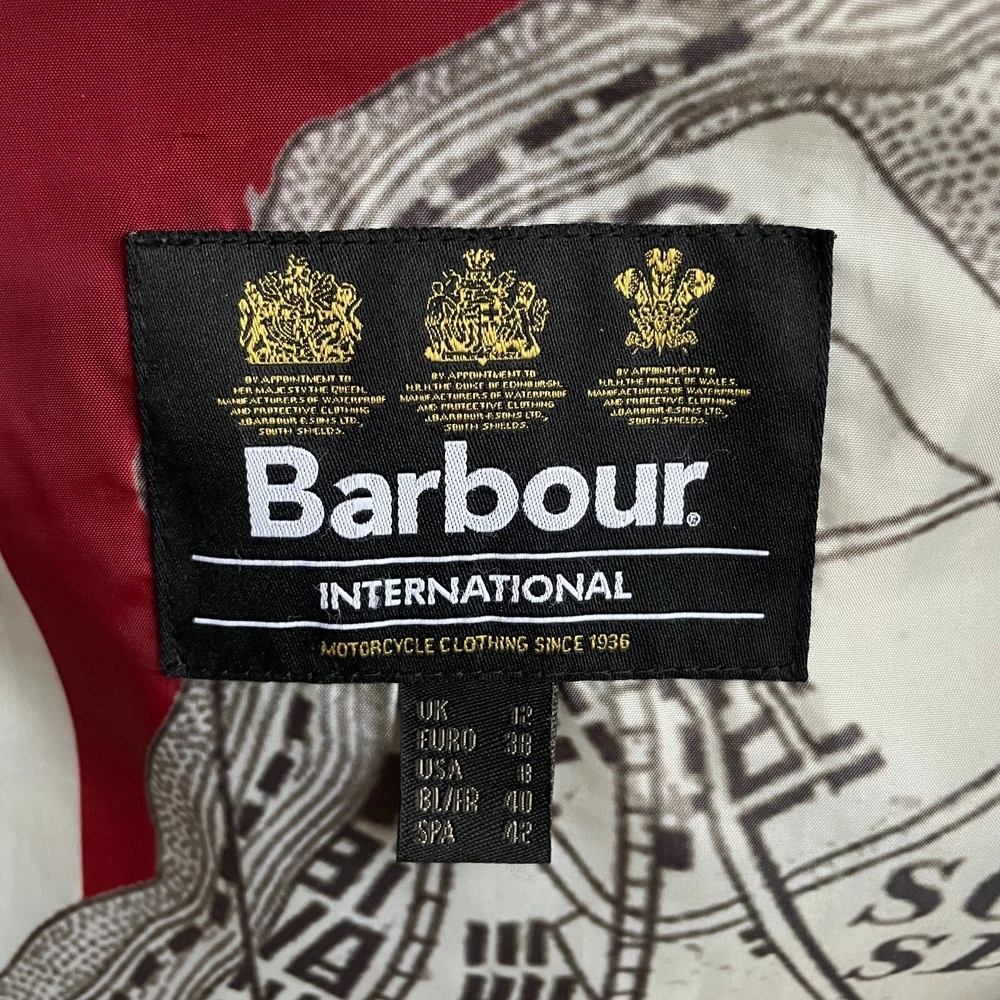 BY APPOINTMENT TO
HER MAJESTY THE QUEEN.
MANUFACTURERS OF WATERPROOF
AND PROTECTIVE CLOTHING
J.BARBOUR & SONS LTD.,
SOUTH SHIELDS.
BY APPOINTMENT TO
H.R.H. THE DUKE OF EDINBURGH.
MANUFACTURERS OF WATERPROOF
AND PROTECTIVE CLOTHING
J.BARBOUR & SONS LTD.,
SOUTH SHIELDS.
BY APPOINTMENT TO
H.R.H. THE PRINCE OF WALES.
MANUFACTURERS OF WATERPROOF
AND PROTECTIVE CLOTHING
J.BARBOUR & SONS LTD.,
SOUTH SHIELDS.
Barbour®
INTERNATIONAL
MOTORCYCLE CLOTHING SINCE 1936
UK 12
EURO 38
USA 8
BL/FR 40
SPA 42